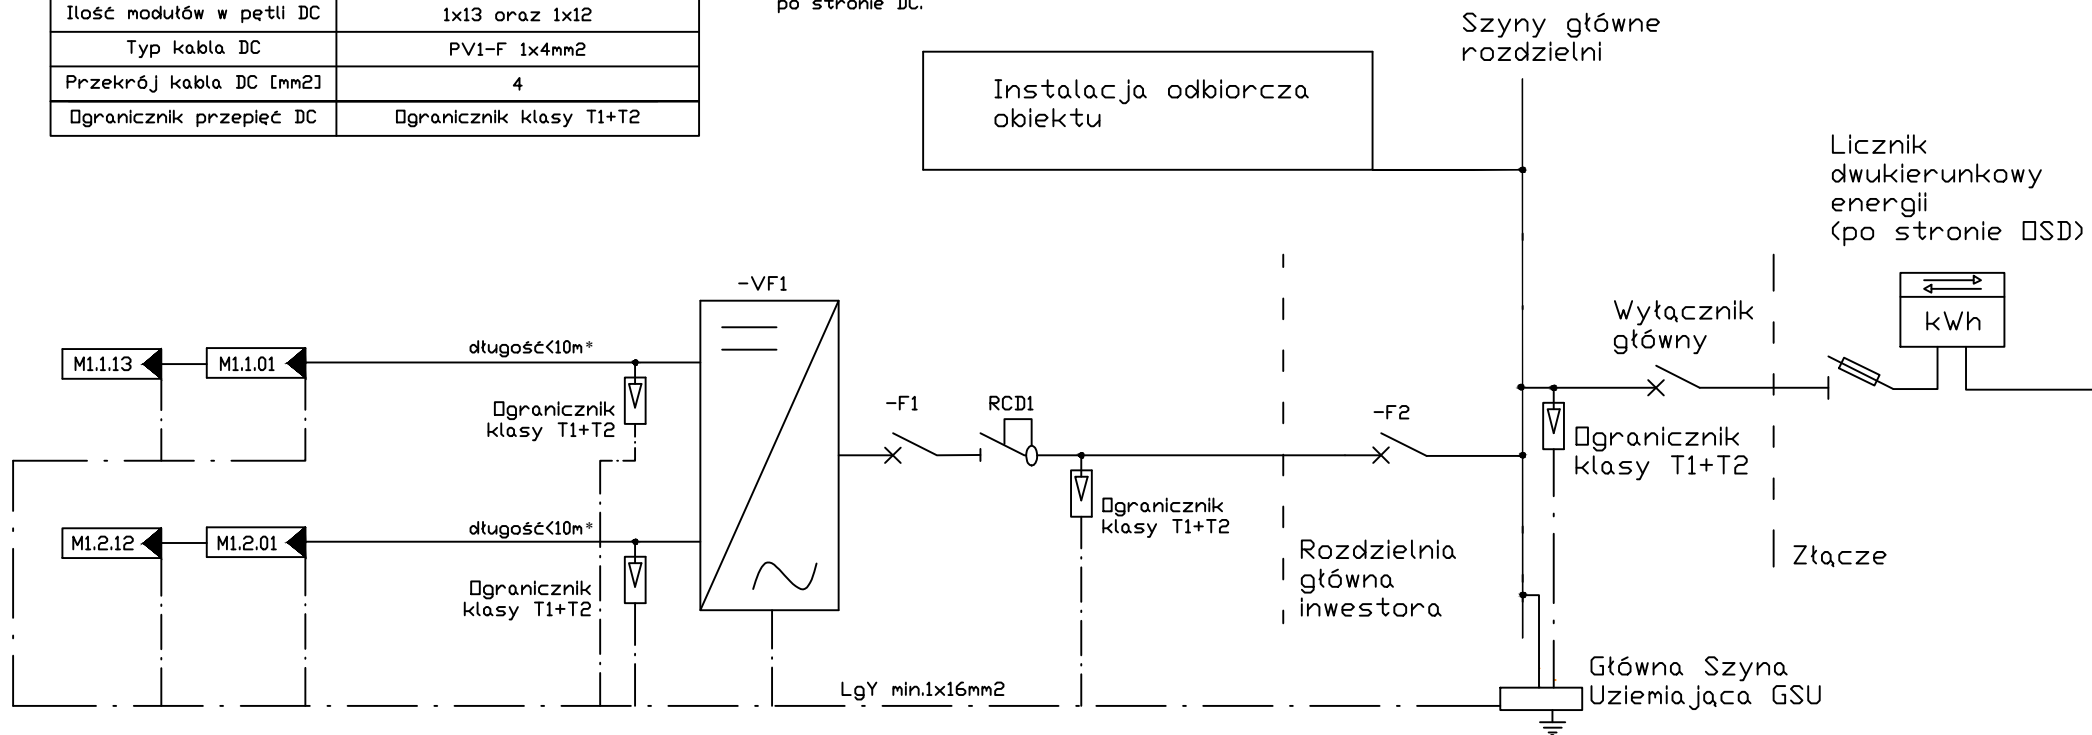 Ilość modułów w pętli DC 1x13 oraz 1x12
Typ kabla DC PV1-F 1x4mm2
Przekrój kabla DC [mm2] 4
Ogranicznik przepięć DC Ogranicznik klasy T1+T2
po stronie DC.
Szyny główne
rozdzielni
Instalacja odbiorcza
obiektu
Licznik
dwukierunkowy
energii
(po stronie OSD)
kWh
Wyłącznik
główny
-VF1
M1.1.13
M1.1.01
długość<10m*
Ogranicznik
klasy T1+T2
-F1
RCD1
-F2
Ogranicznik
klasy T1+T2
Ogranicznik
klasy T1+T2
M1.2.12
M1.2.01
długość<10m*
Ogranicznik
klasy T1+T2
Rozdzielnia
główna
inwestora
Złącze
LgY min.1x16mm2
Główna Szyna
Uziemiająca GSU